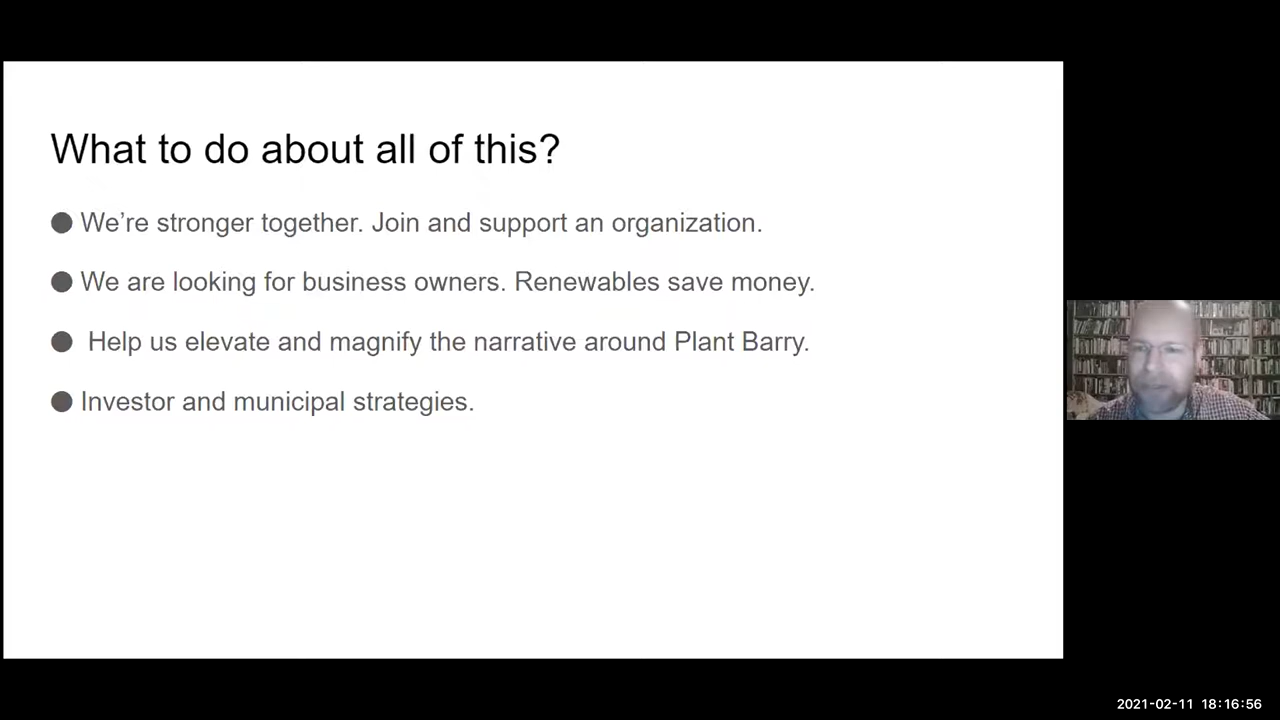 What to do about all of this?
● We’re stronger together. Join and support an organization.
● We are looking for business owners. Renewables save money.
● Help us elevate and magnify the narrative around Plant Barry.
● Investor and municipal strategies.
2021-02-11 18:16:56